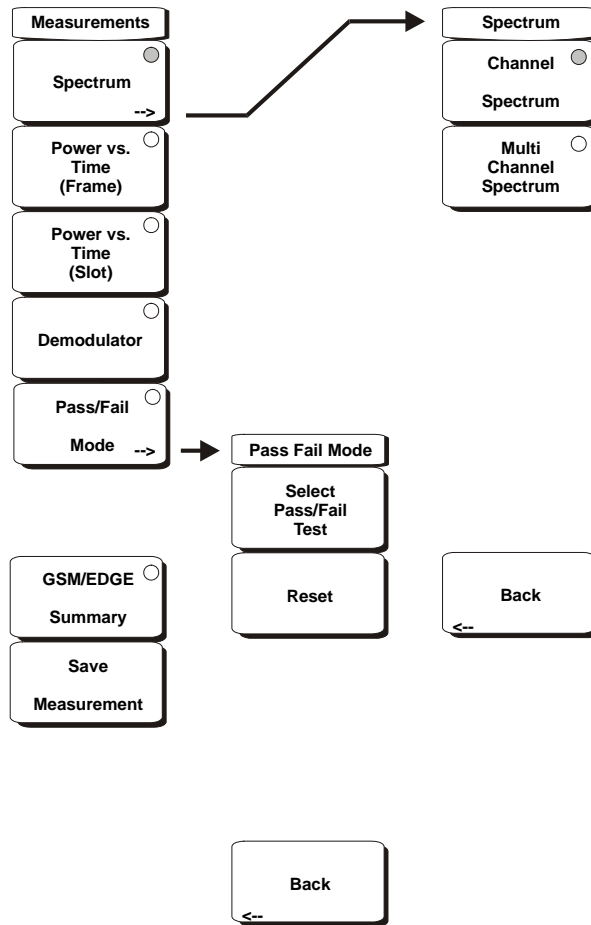 Measurements
Spectrum
-->
Power vs.
Time
(Frame)
Power vs.
Time
(Slot)
Demodulator
Pass/Fail
Mode -->
GSM/EDGE
Summary
Save
Measurement
Pass Fail Mode
Select
Pass/Fail
Test
Reset
Back
<--
Spectrum
Channel
Spectrum
Multi
Channel
Spectrum
Back
<--